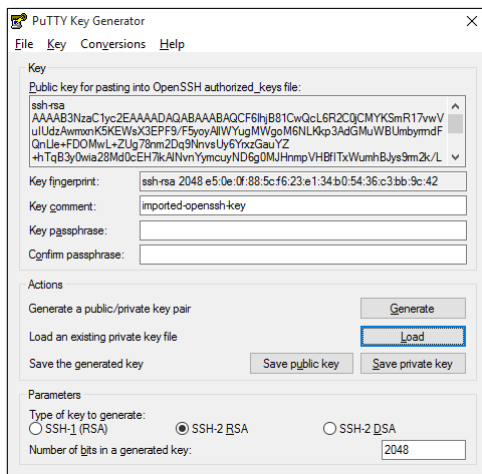 PuTTY Key Generator
File Key Conversions Help
Key
Public key for pasting into OpenSSH authorized_keys file:
ssh-rsa
AAAAB3NzaC1yc2EAAAADAQABAAABAQCF6IhjB81CwQcL6R2C0jCMYKSmR17vwV
uIUdzAwmxnK5KEWsX3EPF9/F5yoyAllWYugMWgoM6NLKkp3AdGMuWBUmbymdF
QnLle+FDOMwL+ZUg78nm2Dq9NnvsUy6YrxzGauYZ
+hTqB3y0wia28Md0cEH7lkAlNvnYymcuyND6g0MJHnmpVHBfITxWumhBJys9m2k/L
Key fingerprint: ssh-rsa 2048 e5:0e:0f:88:5c:f6:23:e1:34:b0:54:36:c3:bb:9c:42
Key comment: imported-openssh-key
Key passphrase:
Confirm passphrase:
Actions
Generate a public/private key pair Generate
Load an existing private key file Load
Save the generated key Save public key Save private key
Parameters
Type of key to generate:
SSH-1 (RSA) SSH-2 RSA SSH-2 DSA
Number of bits in a generated key: 2048